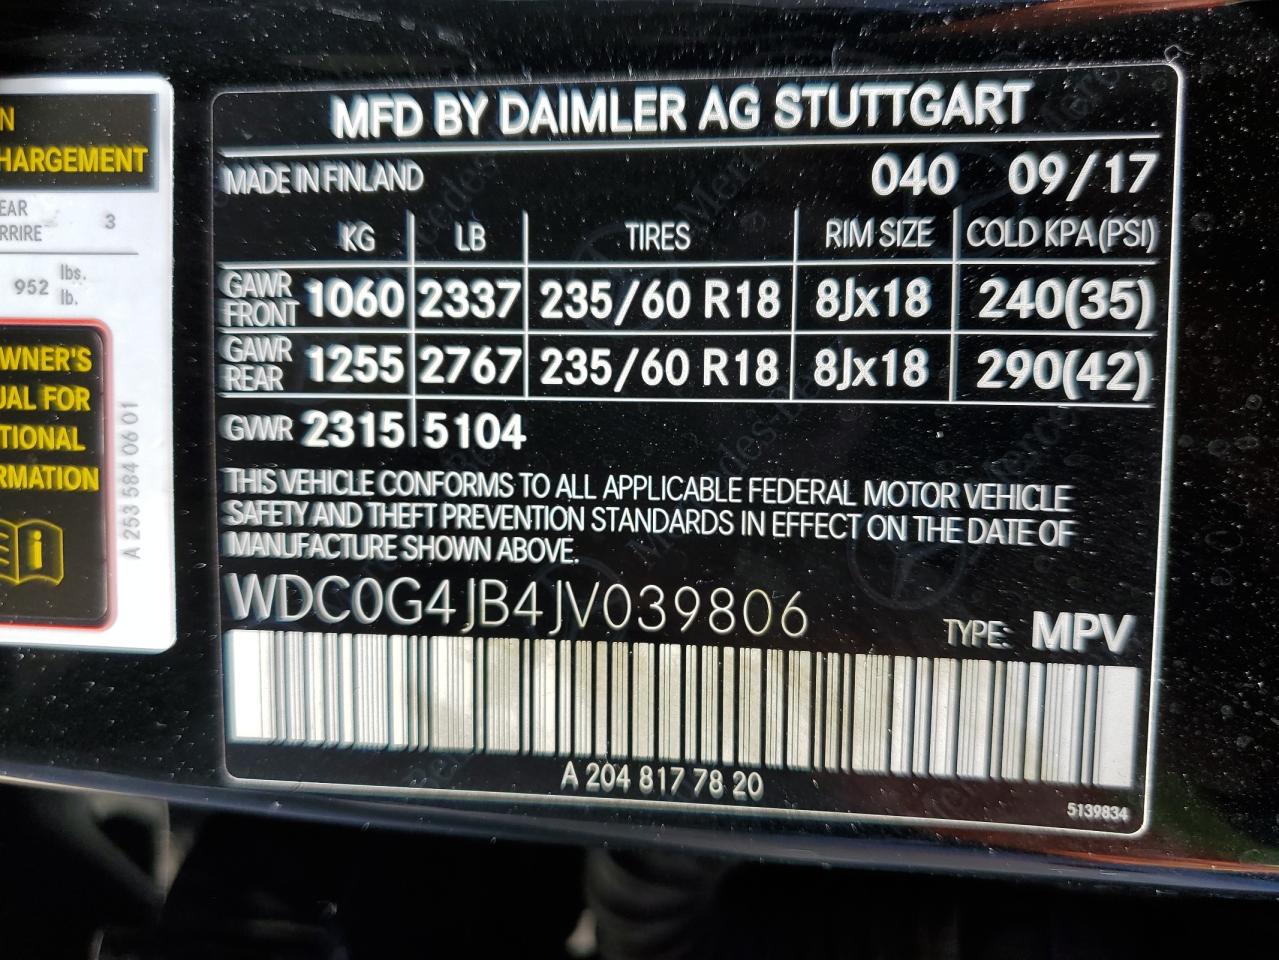 N
HARGEMENT
EAR
RRIRE 3
952 lbs.
lb.
WNER'S
UAL FOR
TIONAL
RMATION
A 253 584 06 01
MFD BY DAIMLER AG STUTTGART
MADE IN FINLAND 040 09/17
KG LB TIRES RIM SIZE COLD KPA (PSI)
GAWR FRONT 1060 2337 235/60 R18 8Jx18 240(35)
GAWR REAR 1255 2767 235/60 R18 8Jx18 290(42)
GVWR 2315 5104
THIS VEHICLE CONFORMS TO ALL APPLICABLE FEDERAL MOTOR VEHICLE
SAFETY AND THEFT PREVENTION STANDARDS IN EFFECT ON THE DATE OF
MANUFACTURE SHOWN ABOVE.
WDC0G4JB4JV039806
TYPE: MPV
A 204 817 78 20
5139834